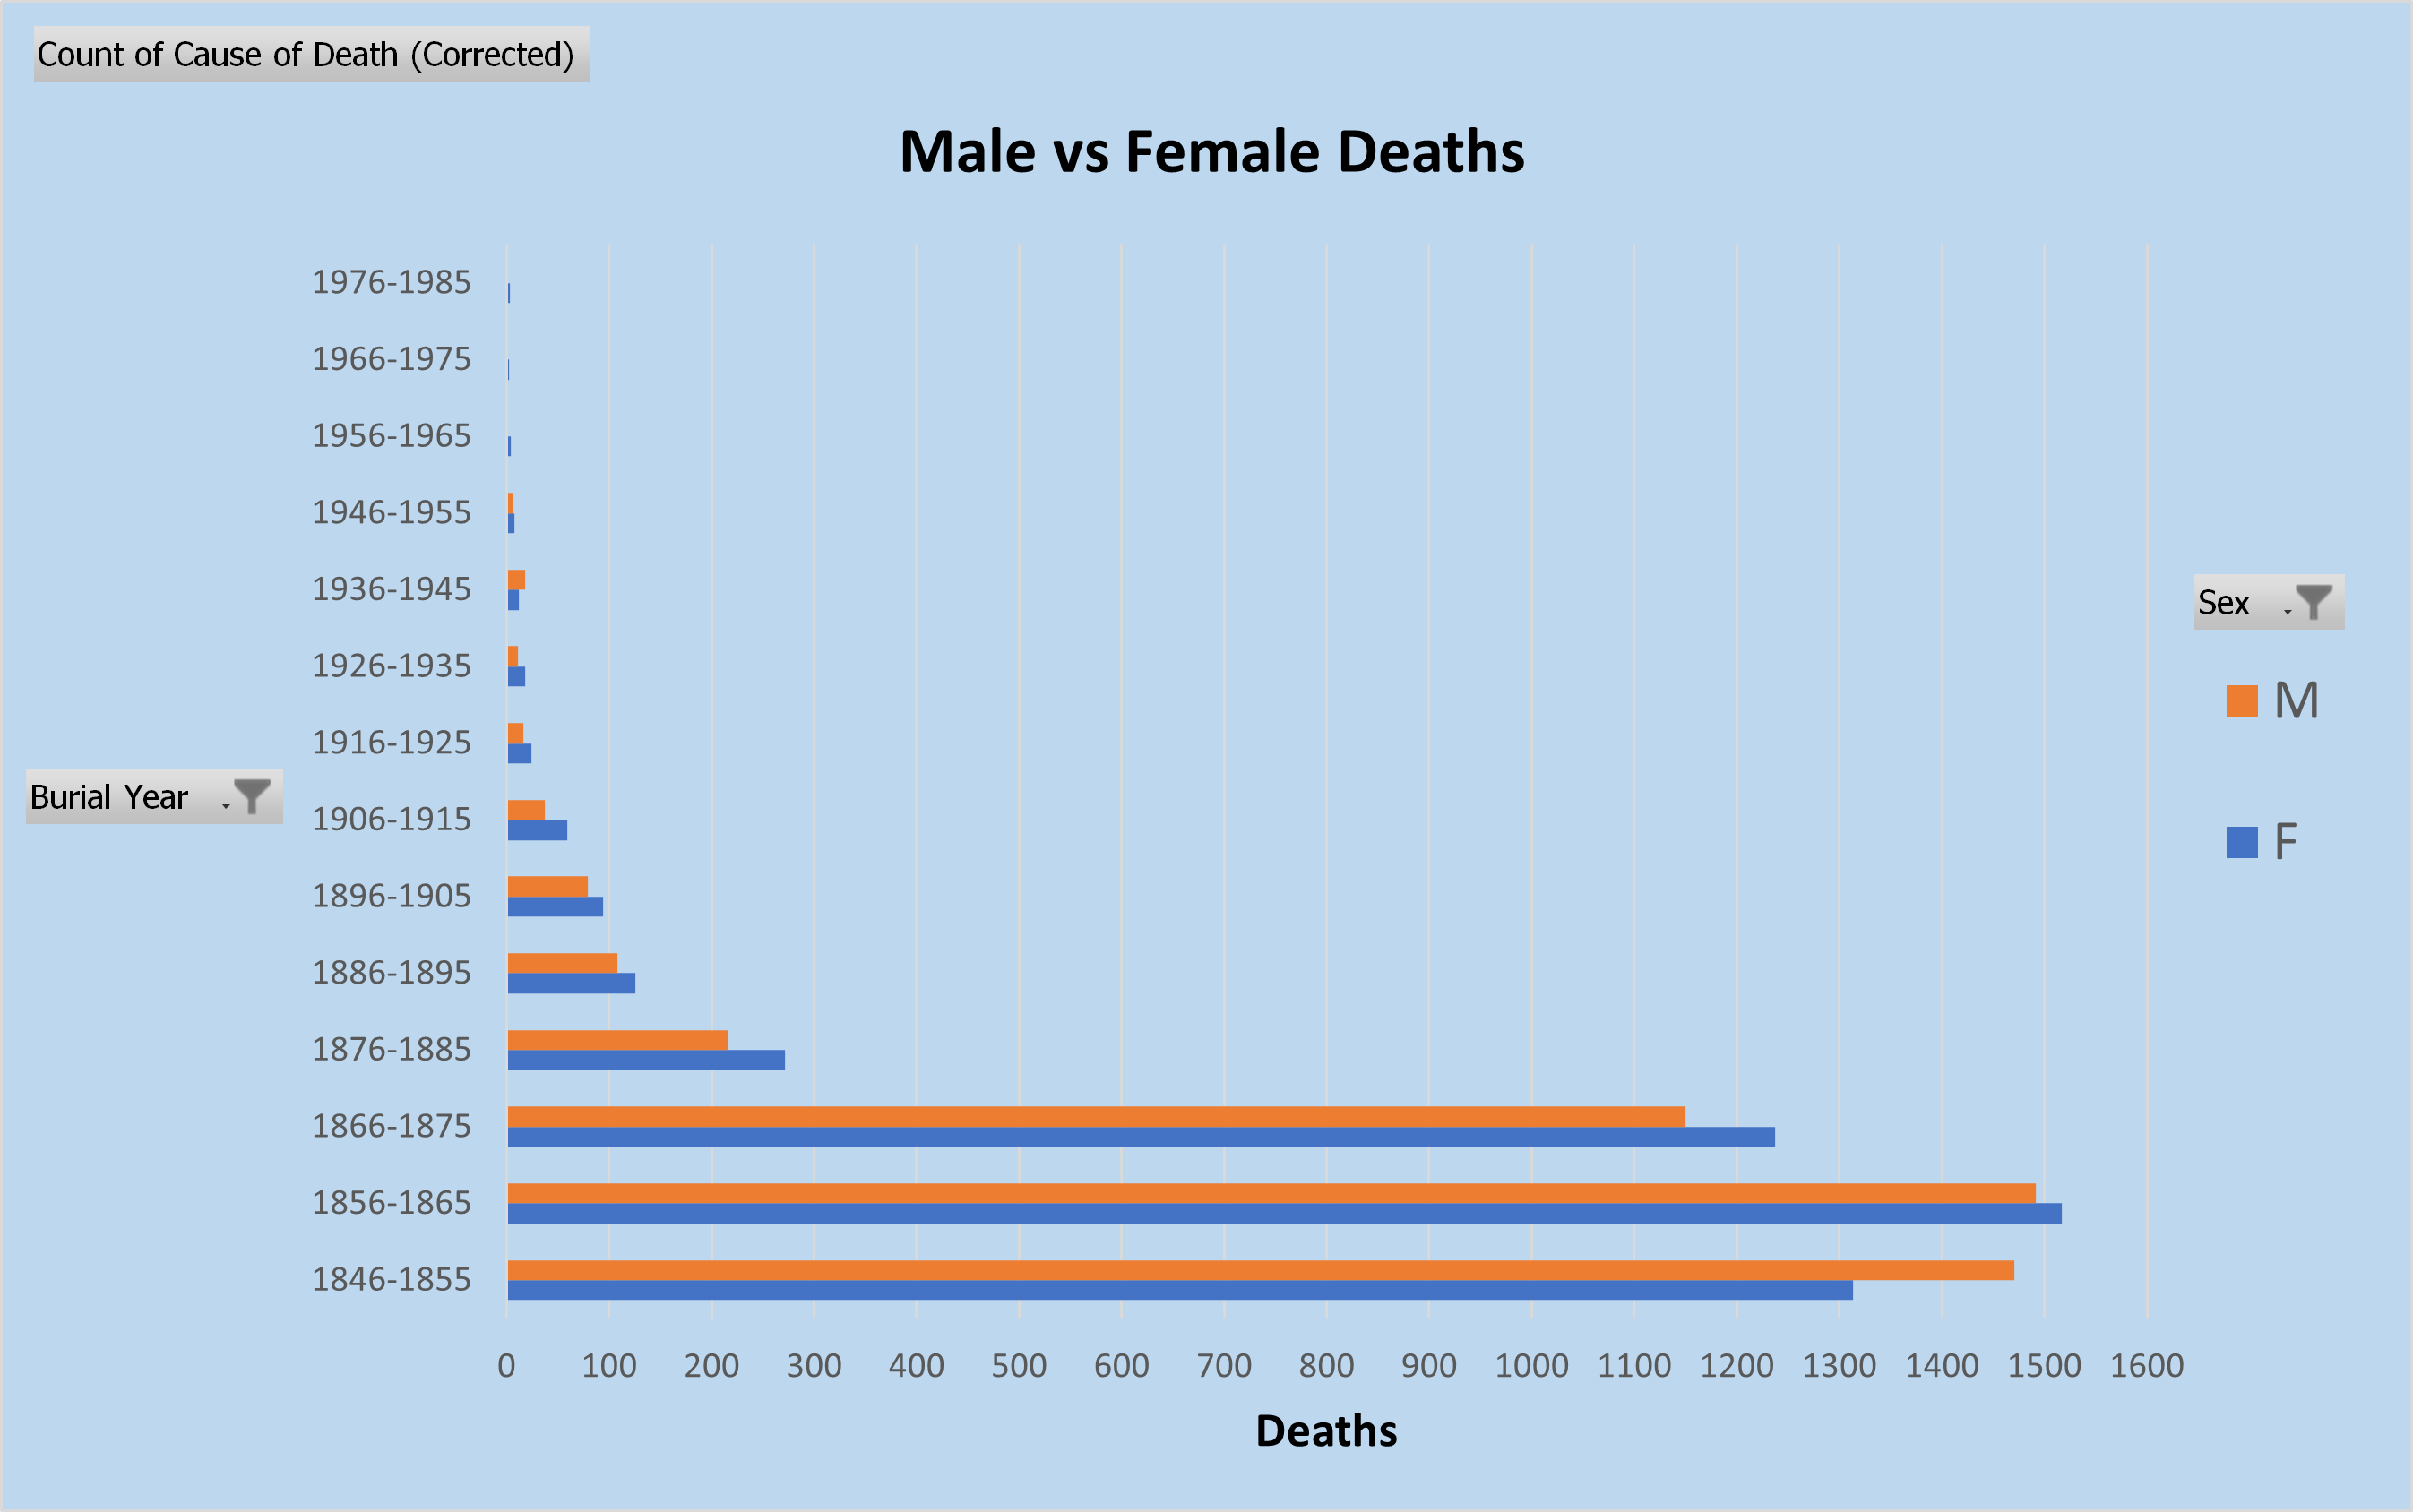 Count of Cause of Death (Corrected)
Male vs Female Deaths
1976-1985
1966-1975
1956-1965
1946-1955
1936-1945
1926-1935
1916-1925
1906-1915
1896-1905
1886-1895
1876-1885
1866-1875
1856-1865
1846-1855
Burial Year
0 100 200 300 400 500 600 700 800 900 1000 1100 1200 1300 1400 1500 1600
Deaths
Sex
M
F